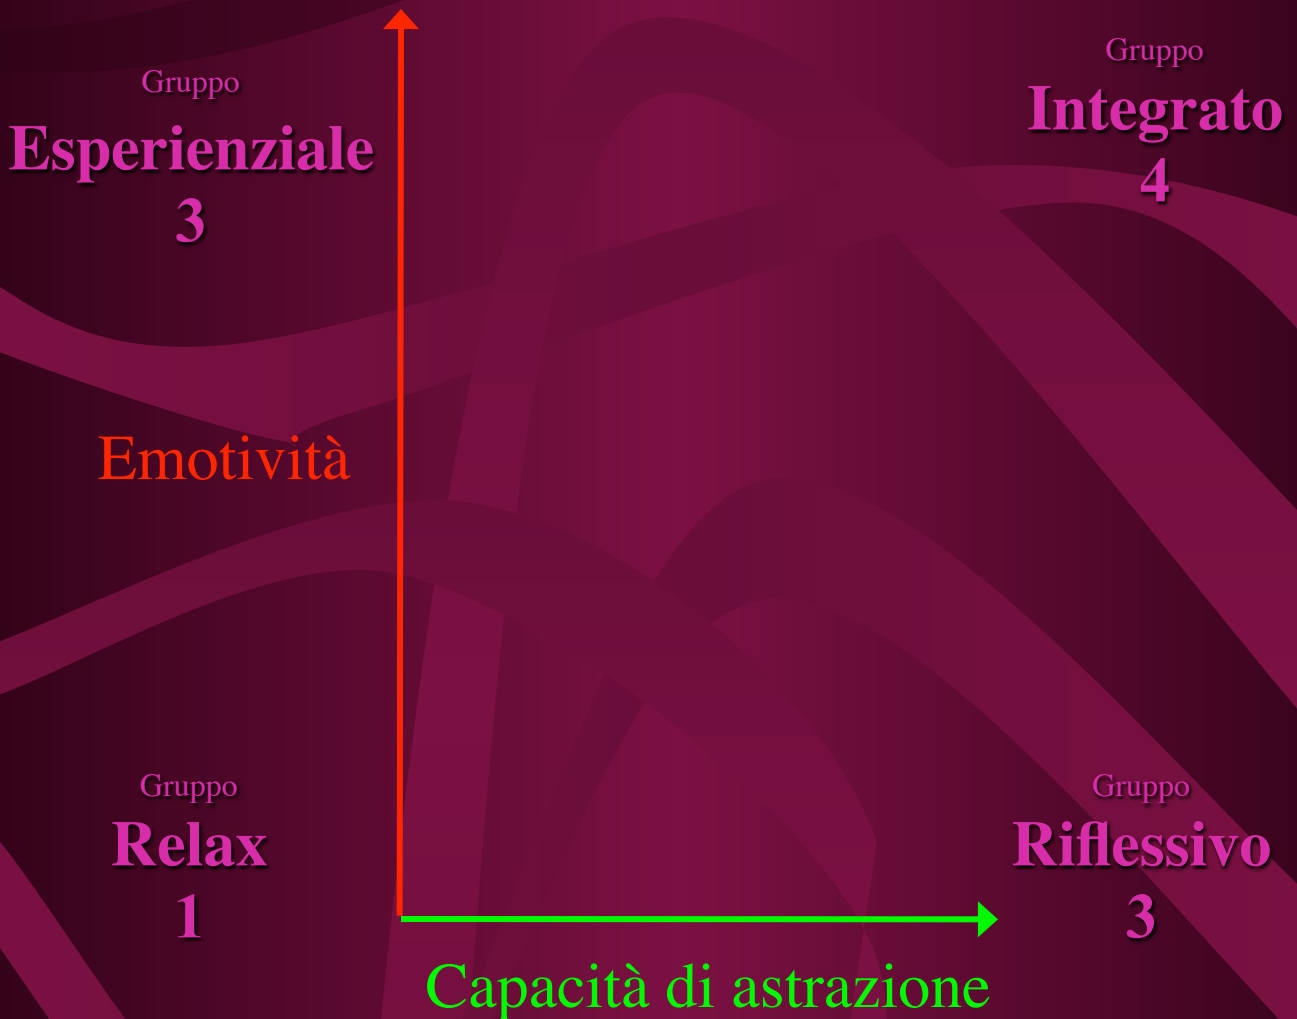 Gruppo
Esperienziale
3
Gruppo
Integrato
4
Emotività
Gruppo
Relax
1
Gruppo
Riflessivo
3
Capacità di astrazione